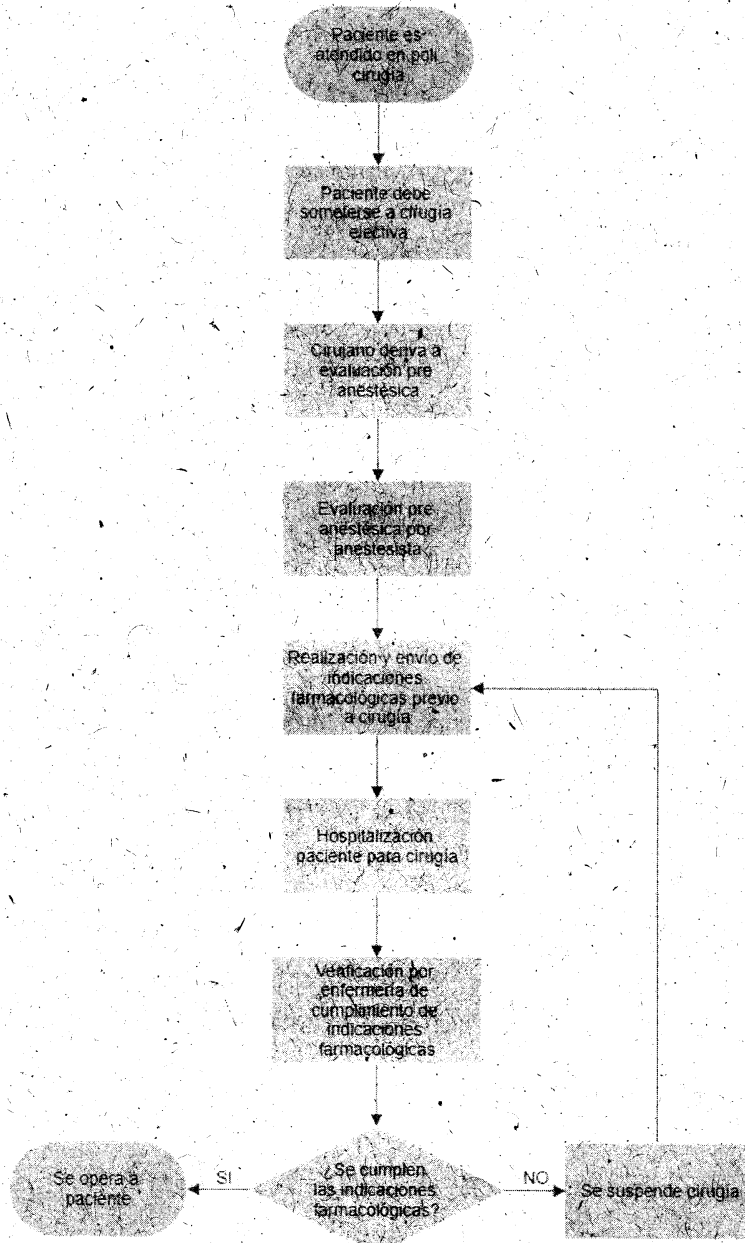 Paciente es
atendido en poli
cirugía
Paciente debe
someterse a cirugía
electiva
Cirujano deriva a
evaluación pre
anestésica
Evaluación pre
anestésica por
anestesista
Realización y envío de
indicaciones
farmacológicas previo
a cirugía
Hospitalización
paciente para cirugía
Verificación por
enfermería de
cumplimiento de
indicaciones
farmacológicas
¿Se cumplen
las indicaciones
farmacológicas?
SI
Se opera a
paciente
NO
Se suspende cirugía